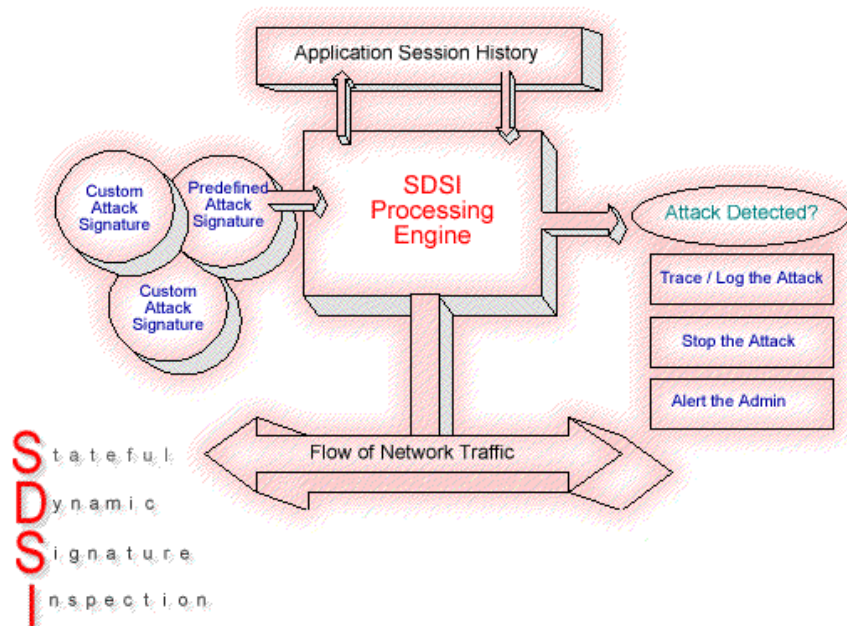 Application Session History
Custom
Attack
Signature
Predefined
Attack
Signature
Custom
Attack
Signature
SDSI
Processing
Engine
Attack Detected?
Trace / Log the Attack
Stop the Attack
Alert the Admin
Flow of Network Traffic
Stateful
Dynamic
Signature
Inspection